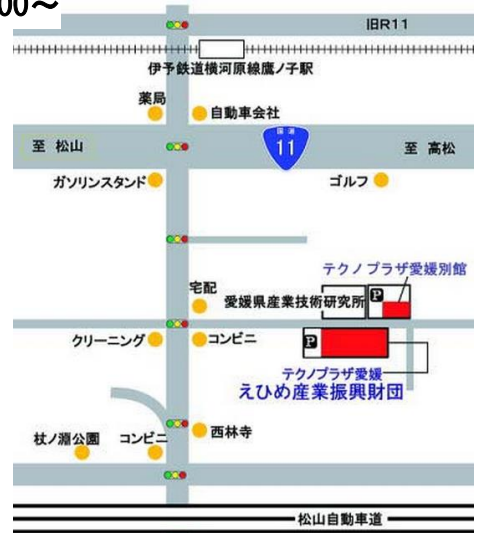 00～
旧R11
伊予鉄道横河原線鷹ノ子駅
薬局
自動車会社
至 松山
国道
11
至 高松
ガソリンスタンド
ゴルフ
テクノプラザ愛媛別館
宅配
愛媛県産業技術研究所
P
クリーニング
コンビニ
P
テクノプラザ愛媛
えひめ産業振興財団
西林寺
杖ノ淵公園
コンビニ
松山自動車道